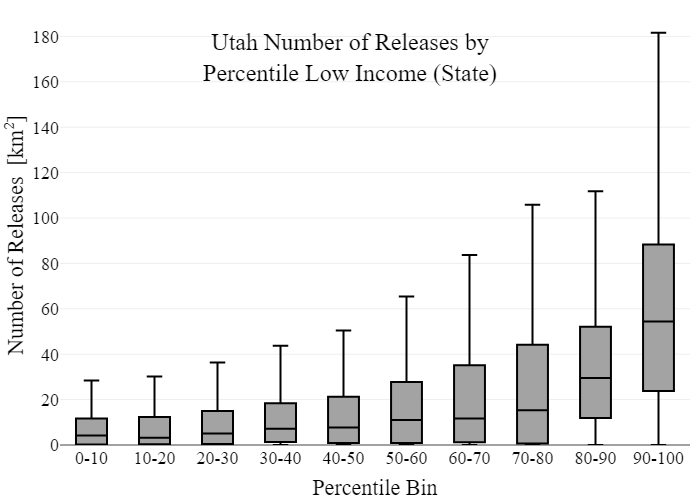 Utah Number of Releases by
Percentile Low Income (State)
Number of Releases [km²]
180
160
140
120
100
80
60
40
20
0
0-10 10-20 20-30 30-40 40-50 50-60 60-70 70-80 80-90 90-100
Percentile Bin